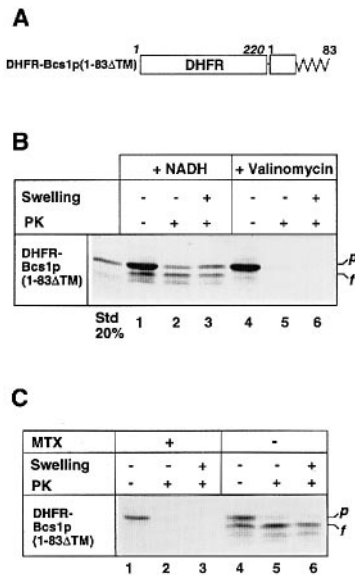 A
1 220 1 83
DHFR-Bcs1p(1-83ΔTM) DHFR
B
+ NADH + Valinomycin
Swelling - - + - - +
PK - + + - + +
DHFR-
Bcs1p
(1-83ΔTM)
p
f
Std
20%
1 2 3 4 5 6
C
MTX + -
Swelling - - + - - +
PK - + + - + +
DHFR-
Bcs1p
(1-83ΔTM)
p
f
1 2 3 4 5 6